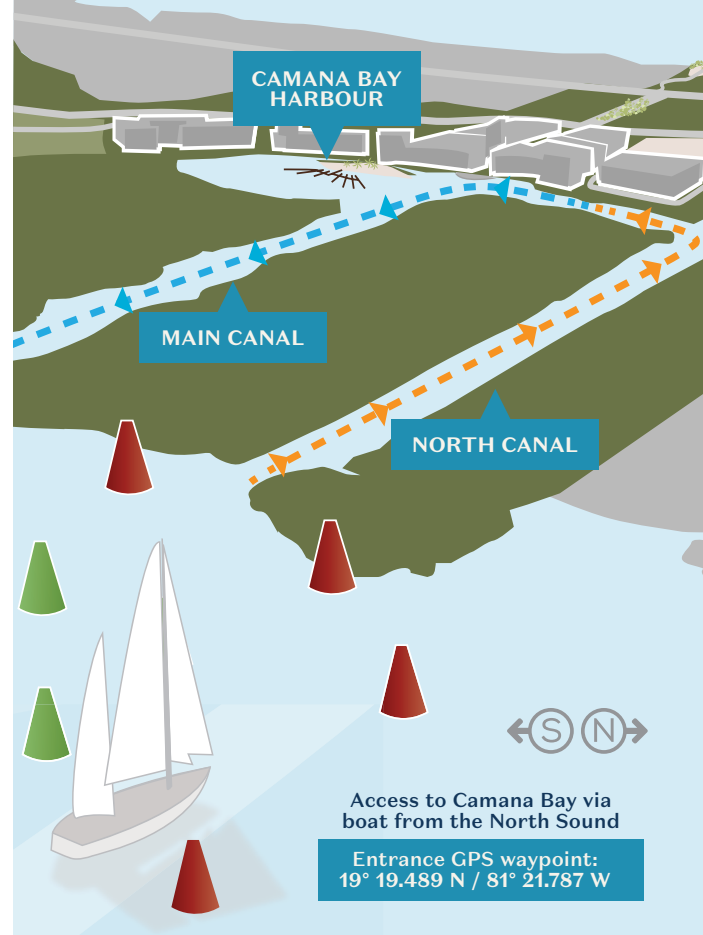 CAMANA BAY
HARBOUR
MAIN CANAL
NORTH CANAL
S N
Access to Camana Bay via
boat from the North Sound
Entrance GPS waypoint:
19° 19.489 N / 81° 21.787 W